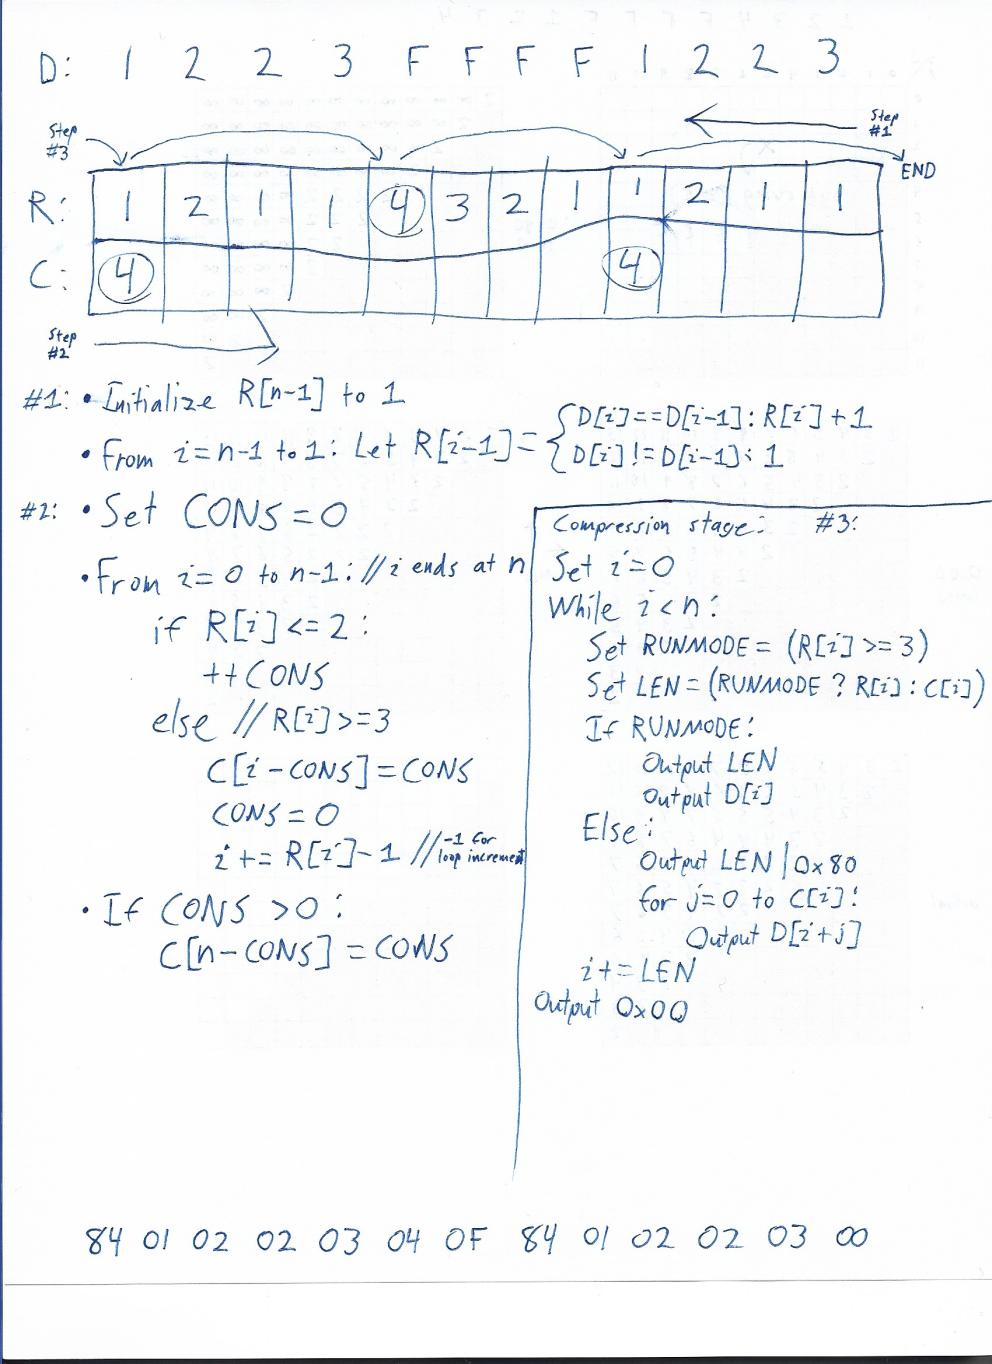 D: 1 2 2 3 F F F F 1 2 2 3
Step #3
Step #1
END
R: 1 2 1 1 4 3 2 1 1 2 1 1
C: 4 4
Step #2
#1: • Initialize R[n-1] to 1
• From i=n-1 to 1: Let R[i-1]= { D[i]==D[i-1]: R[i]+1
D[i]!=D[i-1]: 1
#2: • Set CONS=0
• From i=0 to n-1: //i ends at n
if R[i]<=2:
++CONS
else //R[i]>=3
C[i-CONS]=CONS
CONS=0
i+=R[i]-1 //-1 for loop increment
• If CONS>0:
C[n-CONS]=CONS
Compression stage: #3:
Set i=0
While i<n:
Set RUNMODE=(R[i]>=3)
Set LEN=(RUNMODE ? R[i]:C[i])
If RUNMODE:
Output LEN
Output D[i]
Else:
Output LEN|0x80
for j=0 to C[i]:
Output D[i+j]
i+=LEN
Output 0x00
84 01 02 02 03 04 0F 84 01 02 02 03 00